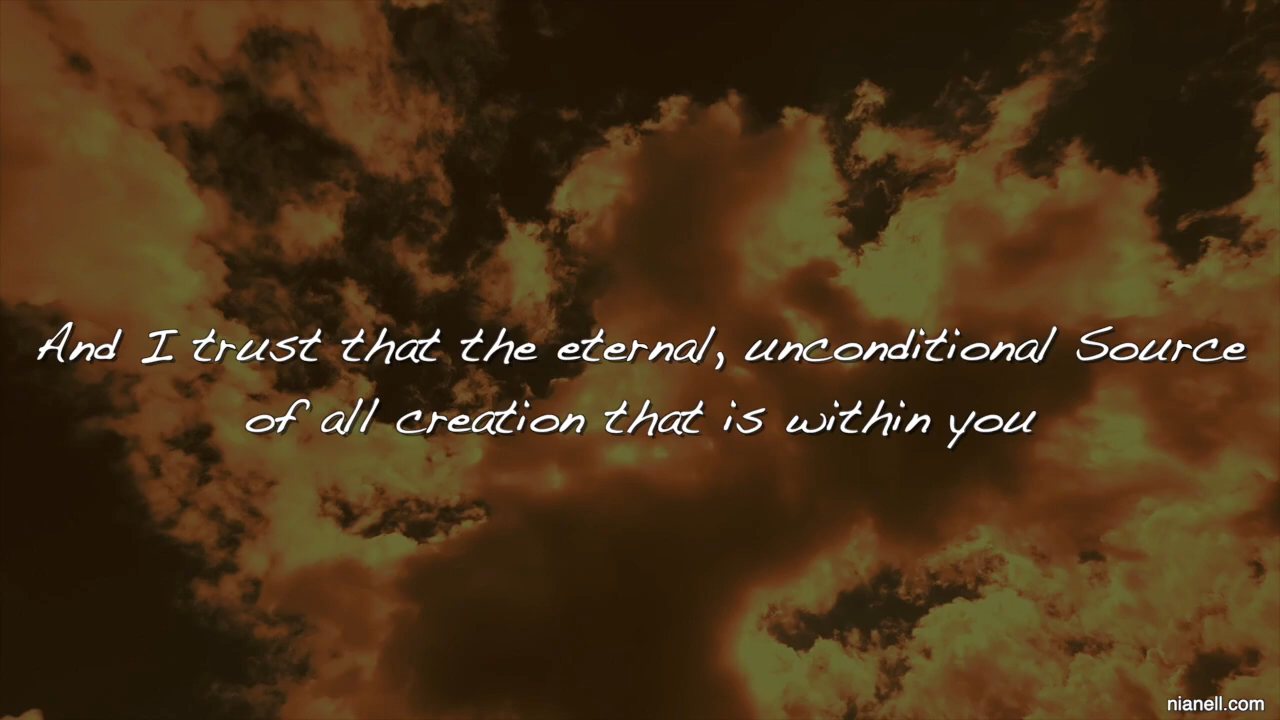 And I trust that the eternal, unconditional Source
of all creation that is within you
nianell.com